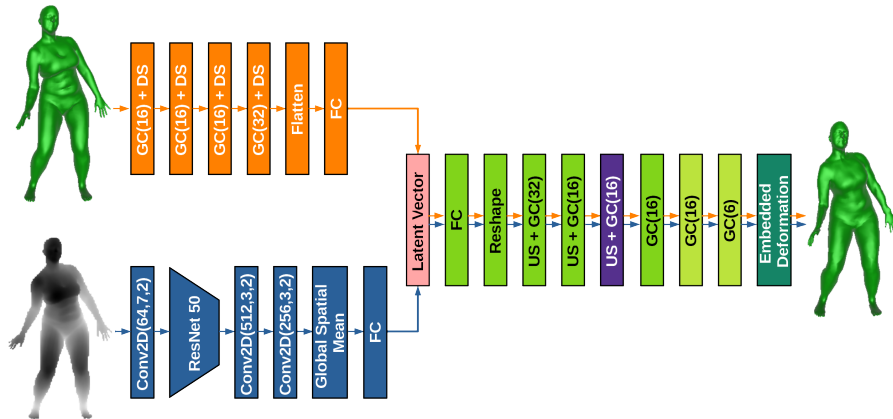 GC(16) + DS
GC(16) + DS
GC(16) + DS
GC(32) + DS
Flatten
FC
Latent Vector
FC
Reshape
US + GC(32)
US + GC(16)
US + GC(16)
GC(16)
GC(16)
GC(6)
Embedded
Deformation
Conv2D(64,7,2)
ResNet 50
Conv2D(512,3,2)
Conv2D(256,3,2)
Global Spatial
Mean
FC